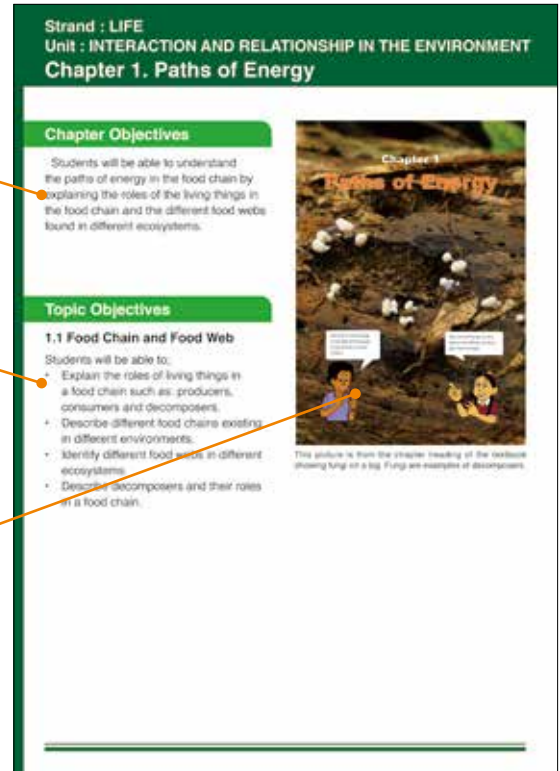 Strand : LIFE
Unit : INTERACTION AND RELATIONSHIP IN THE ENVIRONMENT
Chapter 1. Paths of Energy
Chapter Objectives
Students will be able to understand
the paths of energy in the food chain by
explaining the roles of the living things in
the food chain and the different food webs
found in different ecosystems.
Topic Objectives
1.1 Food Chain and Food Web
Students will be able to;
• Explain the roles of living things in
a food chain such as: producers,
consumers and decomposers.
• Describe different food chains existing
in different environments.
• Identify different food webs in different
ecosystems.
• Describe decomposers and their roles
in a food chain.
Chapter 1
Paths of Energy
This picture is from the chapter heading of the textbook
showing fungi on a log. Fungi are examples of decomposers.